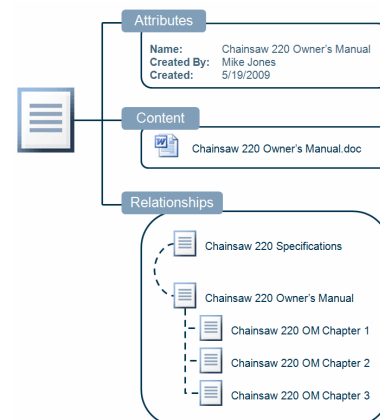 Attributes
Name: Chainsaw 220 Owner's Manual
Created By: Mike Jones
Created: 5/19/2009
Content
W
Chainsaw 220 Owner's Manual.doc
Relationships
Chainsaw 220 Specifications
Chainsaw 220 Owner's Manual
Chainsaw 220 OM Chapter 1
Chainsaw 220 OM Chapter 2
Chainsaw 220 OM Chapter 3